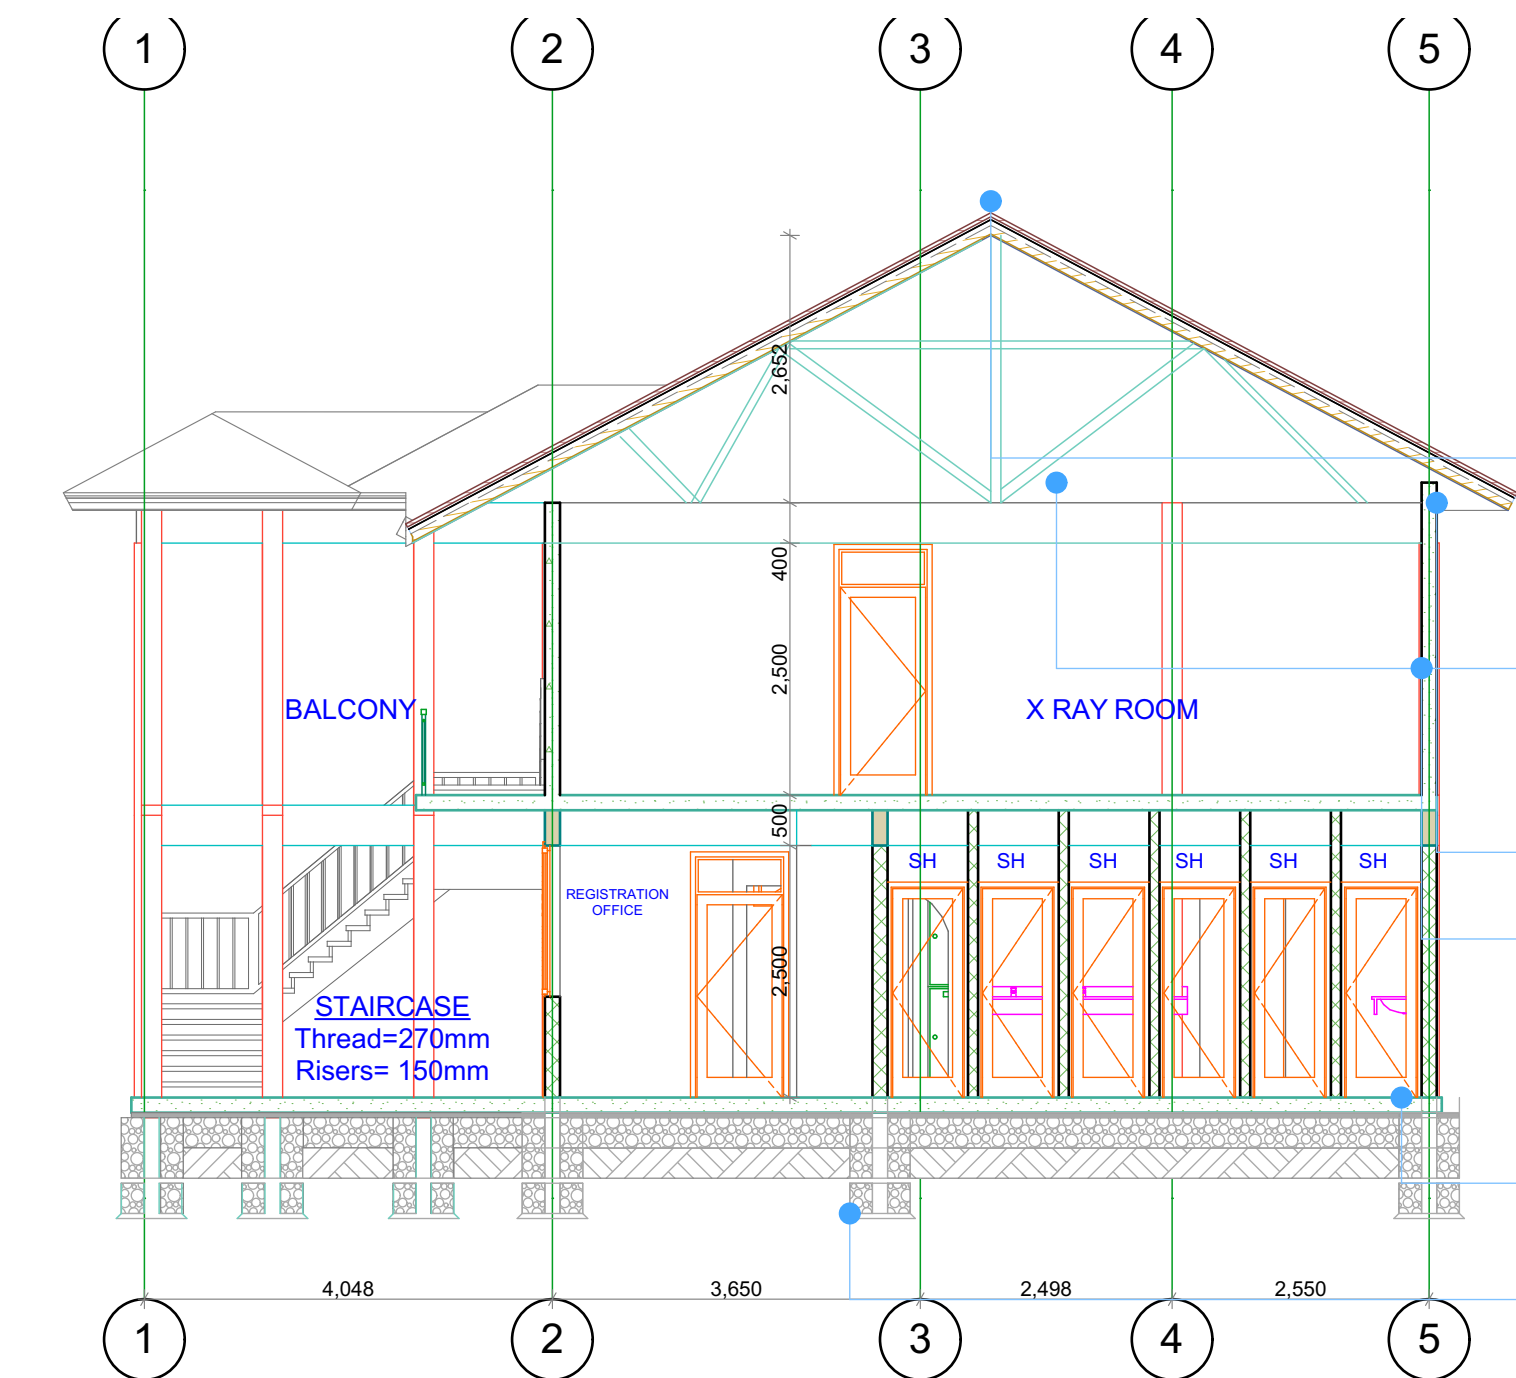 1 2 3 4 5
2,652
400
2,500
BALCONY
X RAY ROOM
500
SH SH SH SH SH SH
REGISTRATION
OFFICE
2,500
STAIRCASE
Thread=270mm
Risers= 150mm
4,048 3,650 2,498 2,550
1 2 3 4 5